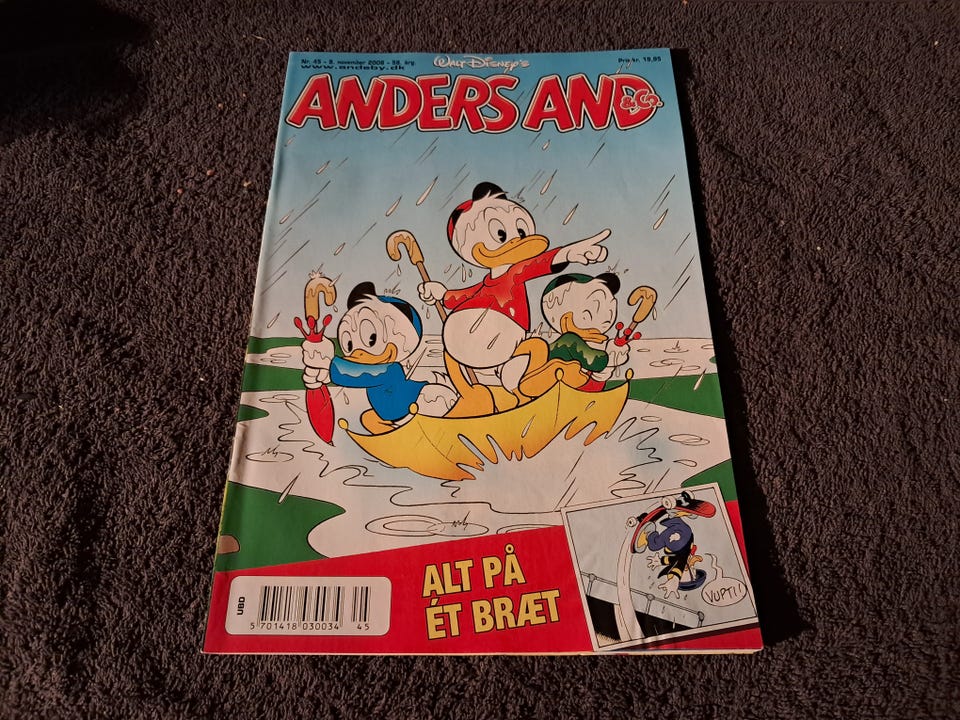 Nr. 45 - 3. november 2008 - 58. årg.
www.andeby.dk
Walt Disney's
Pris kr. 19,95
ANDERS AND
& Co.
ALT PÅ
ÉT BRÆT
VUPTI!
UBD
5 701418 030034 45